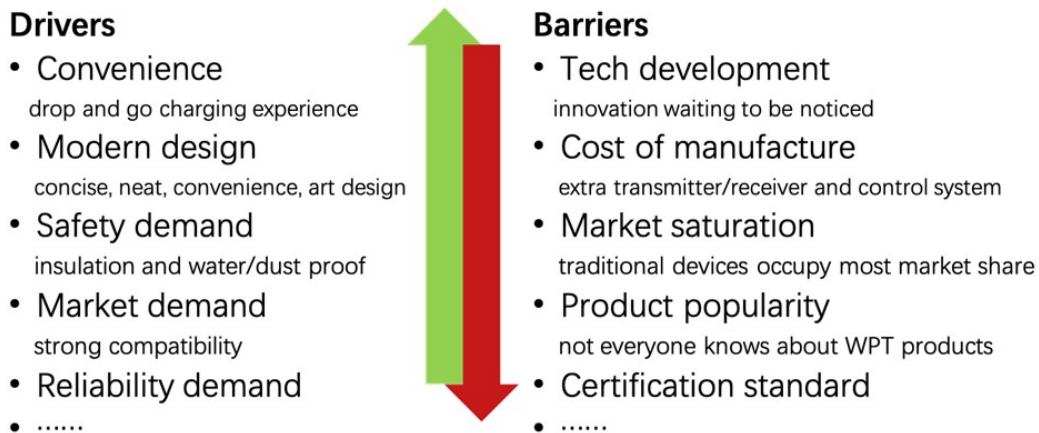 Drivers
• Convenience
drop and go charging experience
• Modern design
concise, neat, convenience, art design
• Safety demand
insulation and water/dust proof
• Market demand
strong compatibility
• Reliability demand
• ......
Barriers
• Tech development
innovation waiting to be noticed
• Cost of manufacture
extra transmitter/receiver and control system
• Market saturation
traditional devices occupy most market share
• Product popularity
not everyone knows about WPT products
• Certification standard
• ......